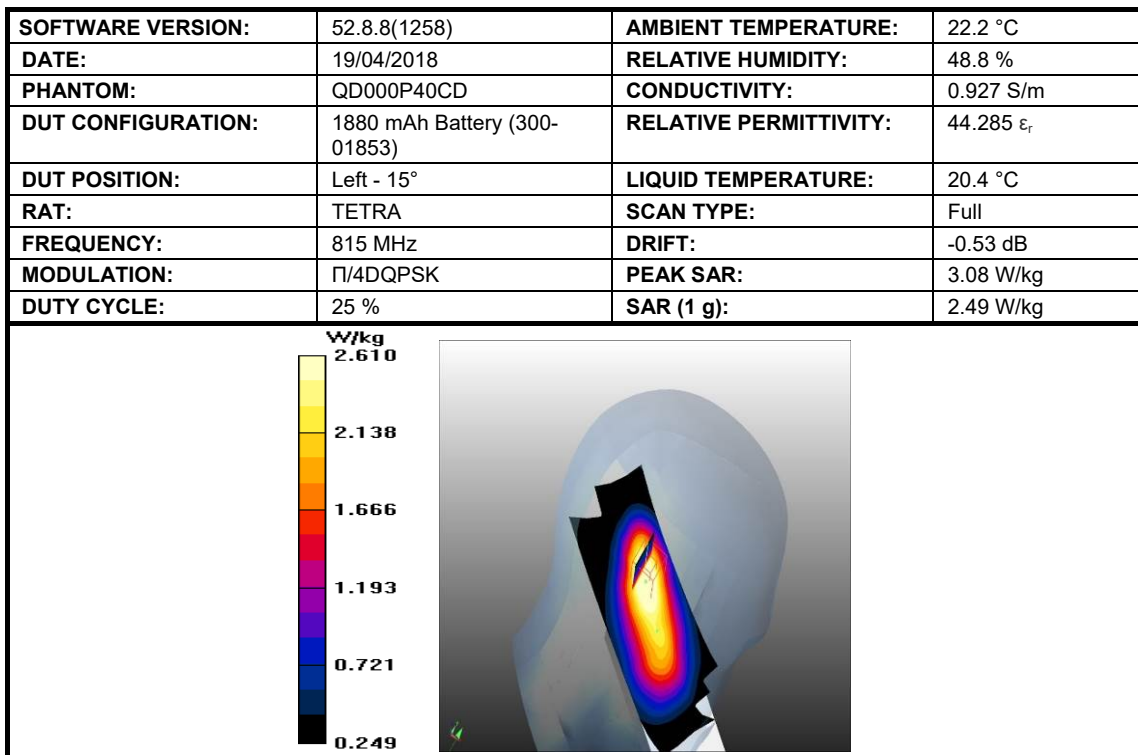 SOFTWARE VERSION: 52.8.8(1258) AMBIENT TEMPERATURE: 22.2 °C
DATE: 19/04/2018 RELATIVE HUMIDITY: 48.8 %
PHANTOM: QD000P40CD CONDUCTIVITY: 0.927 S/m
DUT CONFIGURATION: 1880 mAh Battery (300-
01853) RELATIVE PERMITTIVITY: 44.285 εr
DUT POSITION: Left - 15° LIQUID TEMPERATURE: 20.4 °C
RAT: TETRA SCAN TYPE: Full
FREQUENCY: 815 MHz DRIFT: -0.53 dB
MODULATION: Π/4DQPSK PEAK SAR: 3.08 W/kg
DUTY CYCLE: 25 % SAR (1 g): 2.49 W/kg
W/kg
2.610
2.138
1.666
1.193
0.721
0.249